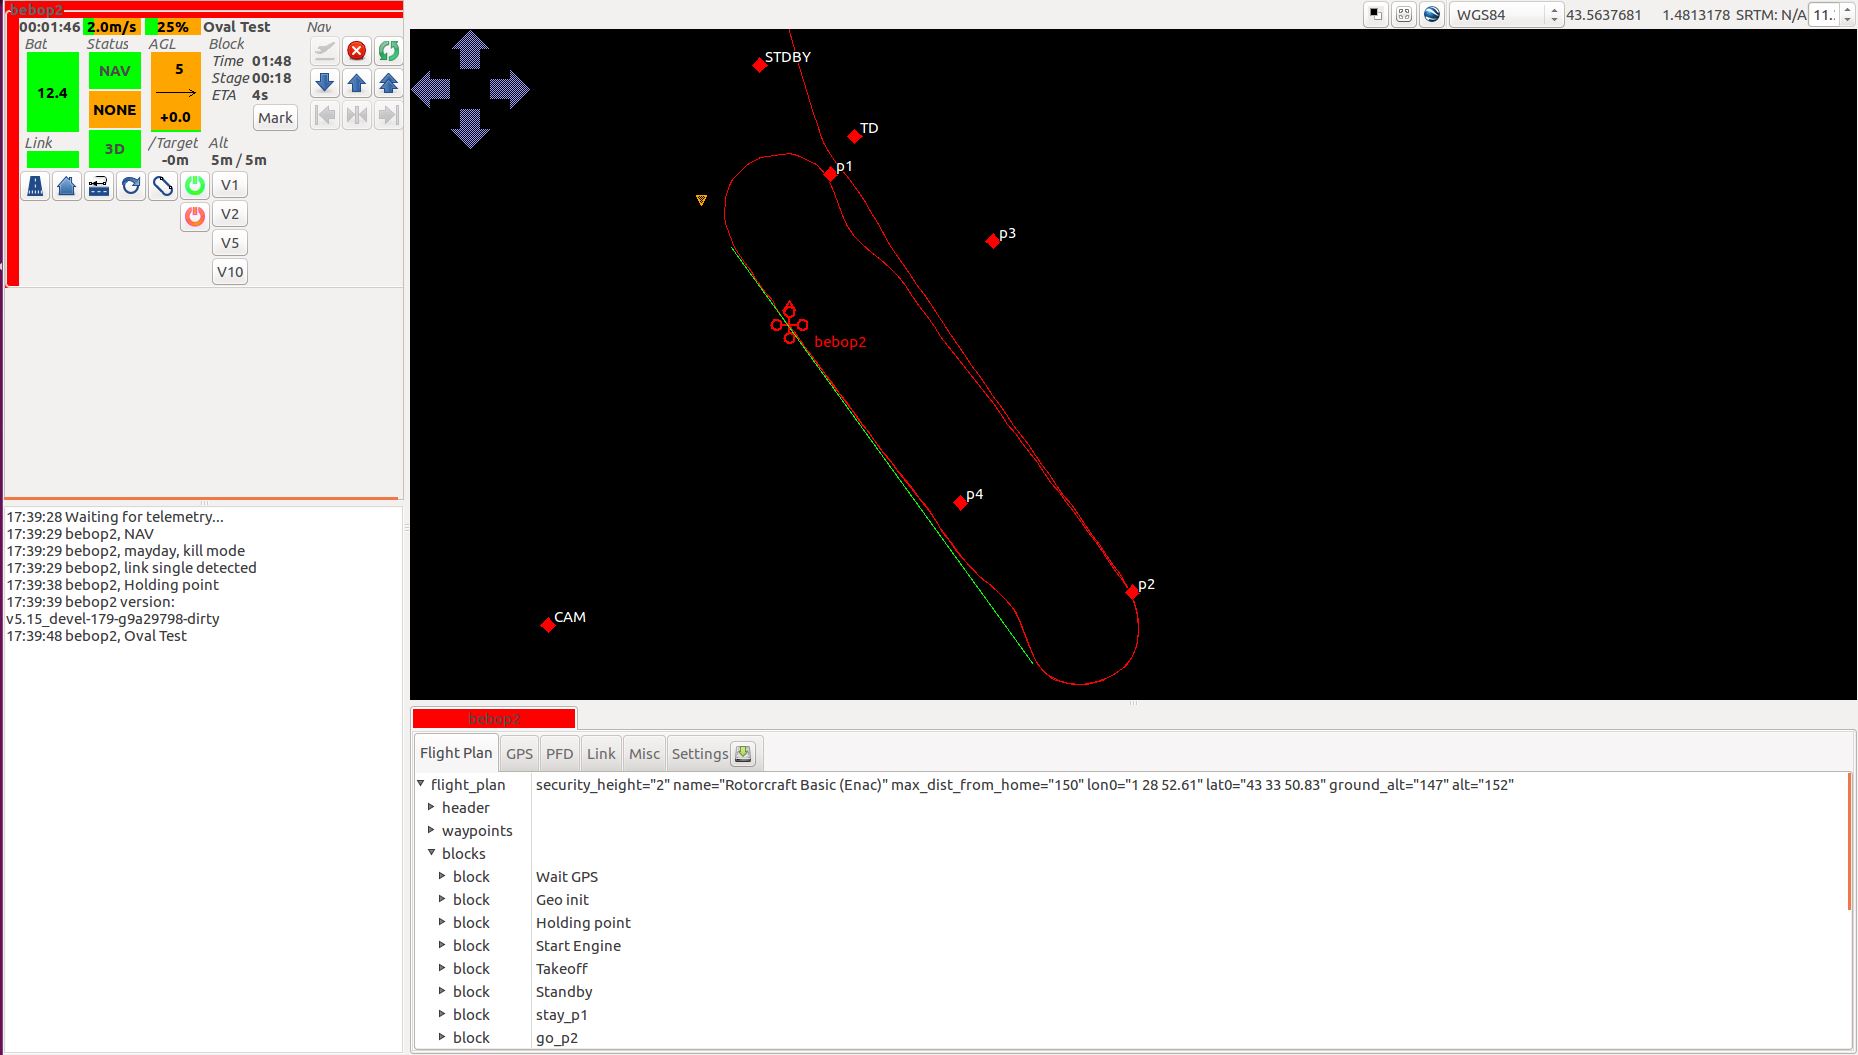 bebop2
00:01:46 2.0m/s 25% Oval Test Nav
Bat Status AGL Block
Time 01:48
Stage 00:18
ETA 4s
Mark
12.4
NAV
NONE
3D
5
+0.0
Link /Target Alt
-0m 5m / 5m
V1
V2
V5
V10
17:39:28 Waiting for telemetry...
17:39:29 bebop2, NAV
17:39:29 bebop2, mayday, kill mode
17:39:29 bebop2, link single detected
17:39:38 bebop2, Holding point
17:39:39 bebop2 version:
v5.15_devel-179-g9a29798-dirty
17:39:48 bebop2, Oval Test
WGS84 43.5637681 1.4813178 SRTM: N/A 11.
STDBY
TD
p1
p3
bebop2
p4
p2
CAM
bebop2
Flight Plan GPS PFD Link Misc Settings
flight_plan security_height="2" name="Rotorcraft Basic (Enac)" max_dist_from_home="150" lon0="1 28 52.61" lat0="43 33 50.83" ground_alt="147" alt="152"
header
waypoints
blocks
block Wait GPS
block Geo init
block Holding point
block Start Engine
block Takeoff
block Standby
block stay_p1
block go_p2